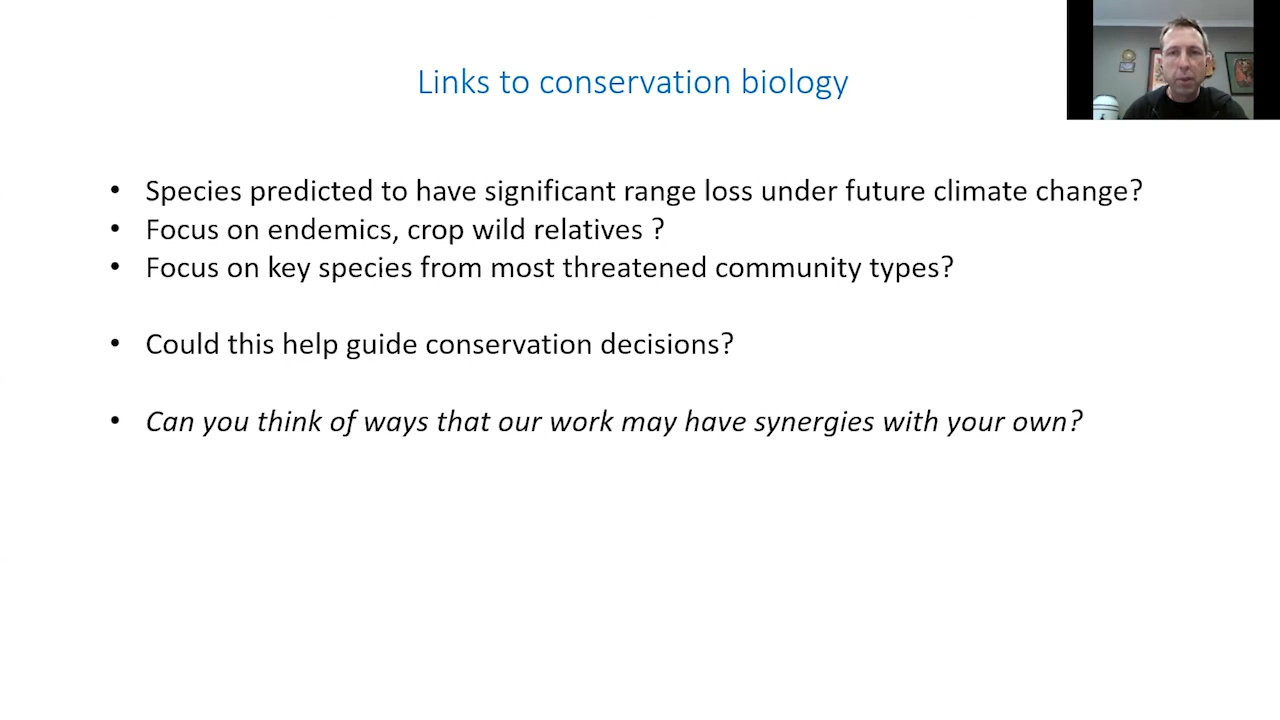 Links to conservation biology
• Species predicted to have significant range loss under future climate change?
• Focus on endemics, crop wild relatives ?
• Focus on key species from most threatened community types?
• Could this help guide conservation decisions?
• Can you think of ways that our work may have synergies with your own?